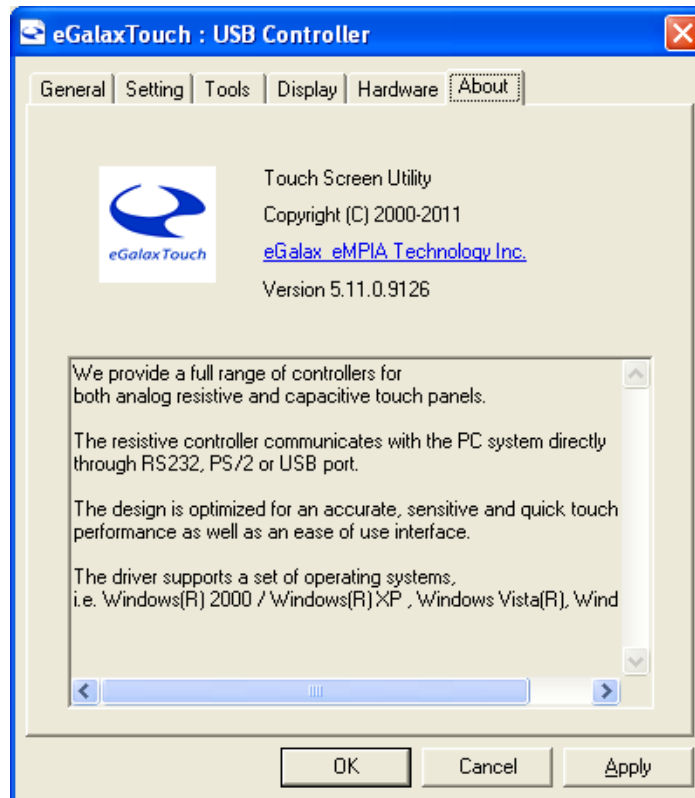 eGalaxTouch : USB Controller
General Setting Tools Display Hardware About
eGalaxTouch
Touch Screen Utility
Copyright (C) 2000-2011
eGalax_eMPIA Technology Inc.
Version 5.11.0.9126
We provide a full range of controllers for
both analog resistive and capacitive touch panels.
The resistive controller communicates with the PC system directly
through RS232, PS/2 or USB port.
The design is optimized for an accurate, sensitive and quick touch
performance as well as an ease of use interface.
The driver supports a set of operating systems,
i.e. Windows(R) 2000 / Windows(R) XP , Windows Vista(R), Wind
OK Cancel Apply